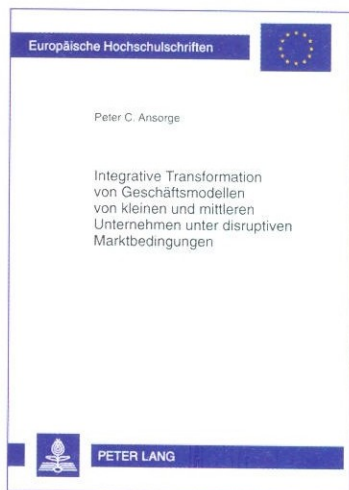 Europäische Hochschulschriften
Peter C. Ansorge
Integrative Transformation
von Geschäftsmodellen
von kleinen und mittleren
Unternehmen unter disruptiven
Marktbedingungen
PETER LANG